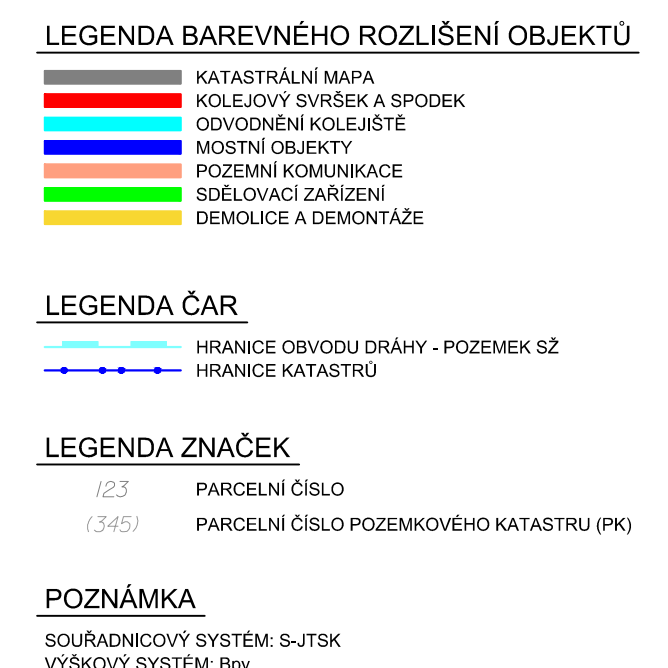 LEGENDA BAREVNÉHO ROZLIŠENÍ OBJEKTŮ
KATASTRÁLNÍ MAPA
KOLEJOVÝ SVRŠEK A SPODEK
ODVODNĚNÍ KOLEJIŠTĚ
MOSTNÍ OBJEKTY
POZEMNÍ KOMUNIKACE
SDĚLOVACÍ ZAŘÍZENÍ
DEMOLICE A DEMONTÁŽE
LEGENDA ČAR
HRANICE OBVODU DRÁHY - POZEMEK SŽ
HRANICE KATASTRŮ
LEGENDA ZNAČEK
123 PARCELNÍ ČÍSLO
(345) PARCELNÍ ČÍSLO POZEMKOVÉHO KATASTRU (PK)
POZNÁMKA
SOUŘADNICOVÝ SYSTÉM: S-JTSK
VÝŠKOVÝ SYSTÉM: Bpv